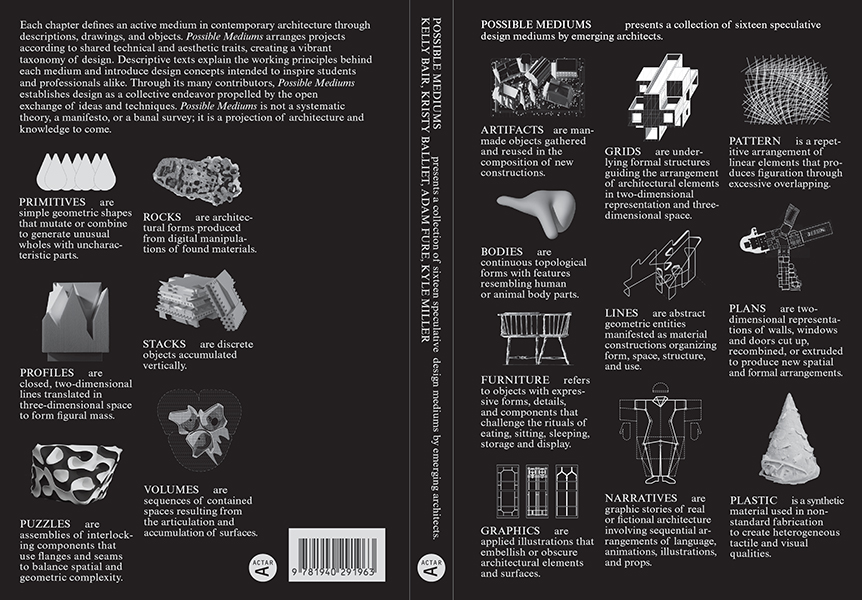 Each chapter defines an active medium in contemporary architecture through
descriptions, drawings, and objects. Possible Mediums arranges projects
according to shared technical and aesthetic traits, creating a vibrant
taxonomy of design. Descriptive texts explain the working principles behind
each medium and introduce design concepts intended to inspire students
and professionals alike. Through its many contributors, Possible Mediums
establishes design as a collective endeavor propelled by the open
exchange of ideas and techniques. Possible Mediums is not a systematic
theory, a manifesto, or a banal survey; it is a projection of architecture and
knowledge to come.
PRIMITIVES are
simple geometric shapes
that mutate or combine
to generate unusual
wholes with uncharac-
teristic parts.
PROFILES are
closed, two-dimensional
lines translated in
three-dimensional space
to form figural mass.
PUZZLES are
assemblies of interlock-
ing components that
use flanges and seams
to balance spatial and
geometric complexity.
ROCKS are architec-
tural forms produced
from digital manipula-
tions of found materials.
STACKS are discrete
objects accumulated
vertically.
VOLUMES are
sequences of contained
spaces resulting from
the articulation and
accumulation of surfaces.
ACTAR
A
9 781940 291963
POSSIBLE MEDIUMS presents a collection of sixteen speculative design mediums by emerging architects.
KELLY BAIR, KRISTY BALLIET, ADAM FURE, KYLE MILLER
ACTAR
A
POSSIBLE MEDIUMS presents a collection of sixteen speculative
design mediums by emerging architects.
ARTIFACTS are man-
made objects gathered
and reused in the
composition of new
constructions.
BODIES are
continuous topological
forms with features
resembling human
or animal body parts.
FURNITURE refers
to objects with expres-
sive forms, details,
and components that
challenge the rituals of
eating, sitting, sleeping,
storage and display.
GRAPHICS are
applied illustrations that
embellish or obscure
architectural elements
and surfaces.
GRIDS are under-
lying formal structures
guiding the arrangement
of architectural elements
in two-dimensional
representation and three-
dimensional space.
LINES are abstract
geometric entities
manifested as material
constructions organizing
form, space, structure,
and use.
NARRATIVES are
graphic stories of real
or fictional architecture
involving sequential ar-
rangements of language,
animations, illustrations,
and props.
PATTERN is a repet-
itive arrangement of
linear elements that pro-
duces figuration through
excessive overlapping.
PLANS are two-
dimensional representa-
tions of walls, windows
and doors cut up,
recombined, or extruded
to produce new spatial
and formal arrangements.
PLASTIC is a synthetic
material used in non-
standard fabrication
to create heterogeneous
tactile and visual
qualities.